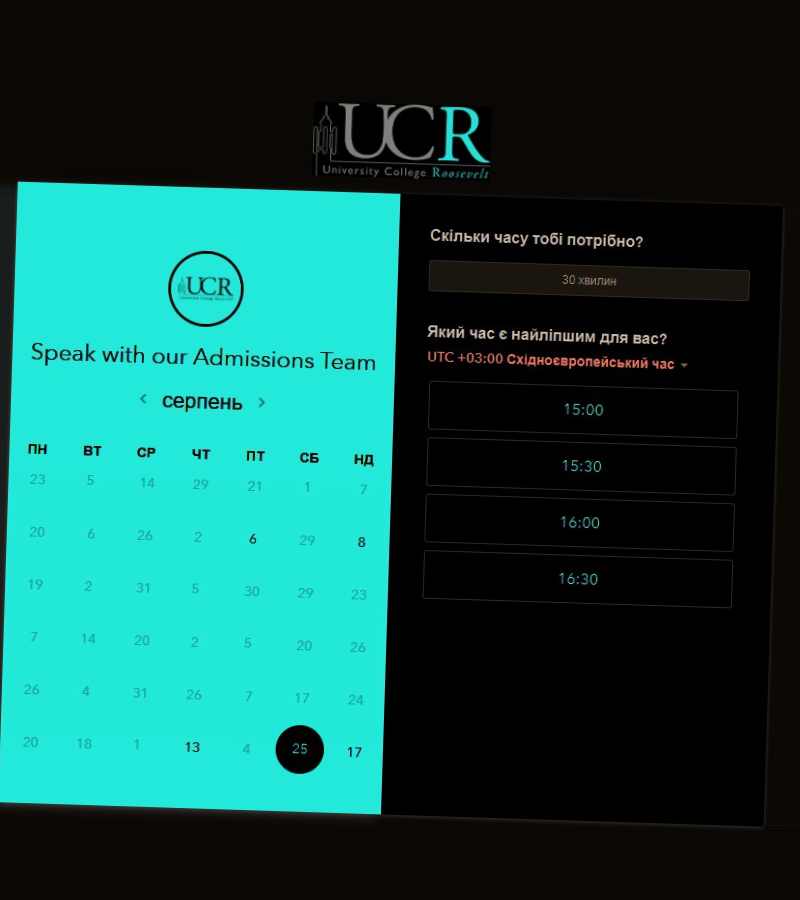 UCR
University College Roosevelt
UCR
Speak with our Admissions Team
серпень
ПН ВТ СР ЧТ ПТ СБ НД
23 5 14 29 21 1 7
20 6 26 2 6 29 8
19 2 31 5 30 29 23
7 14 20 2 5 20 26
26 4 31 26 7 17 24
20 18 1 13 4 25 17
Скільки часу тобі потрібно?
30 хвилин
Який час є найліпшим для вас?
UTC +03:00 Східноєвропейський час
15:00
15:30
16:00
16:30